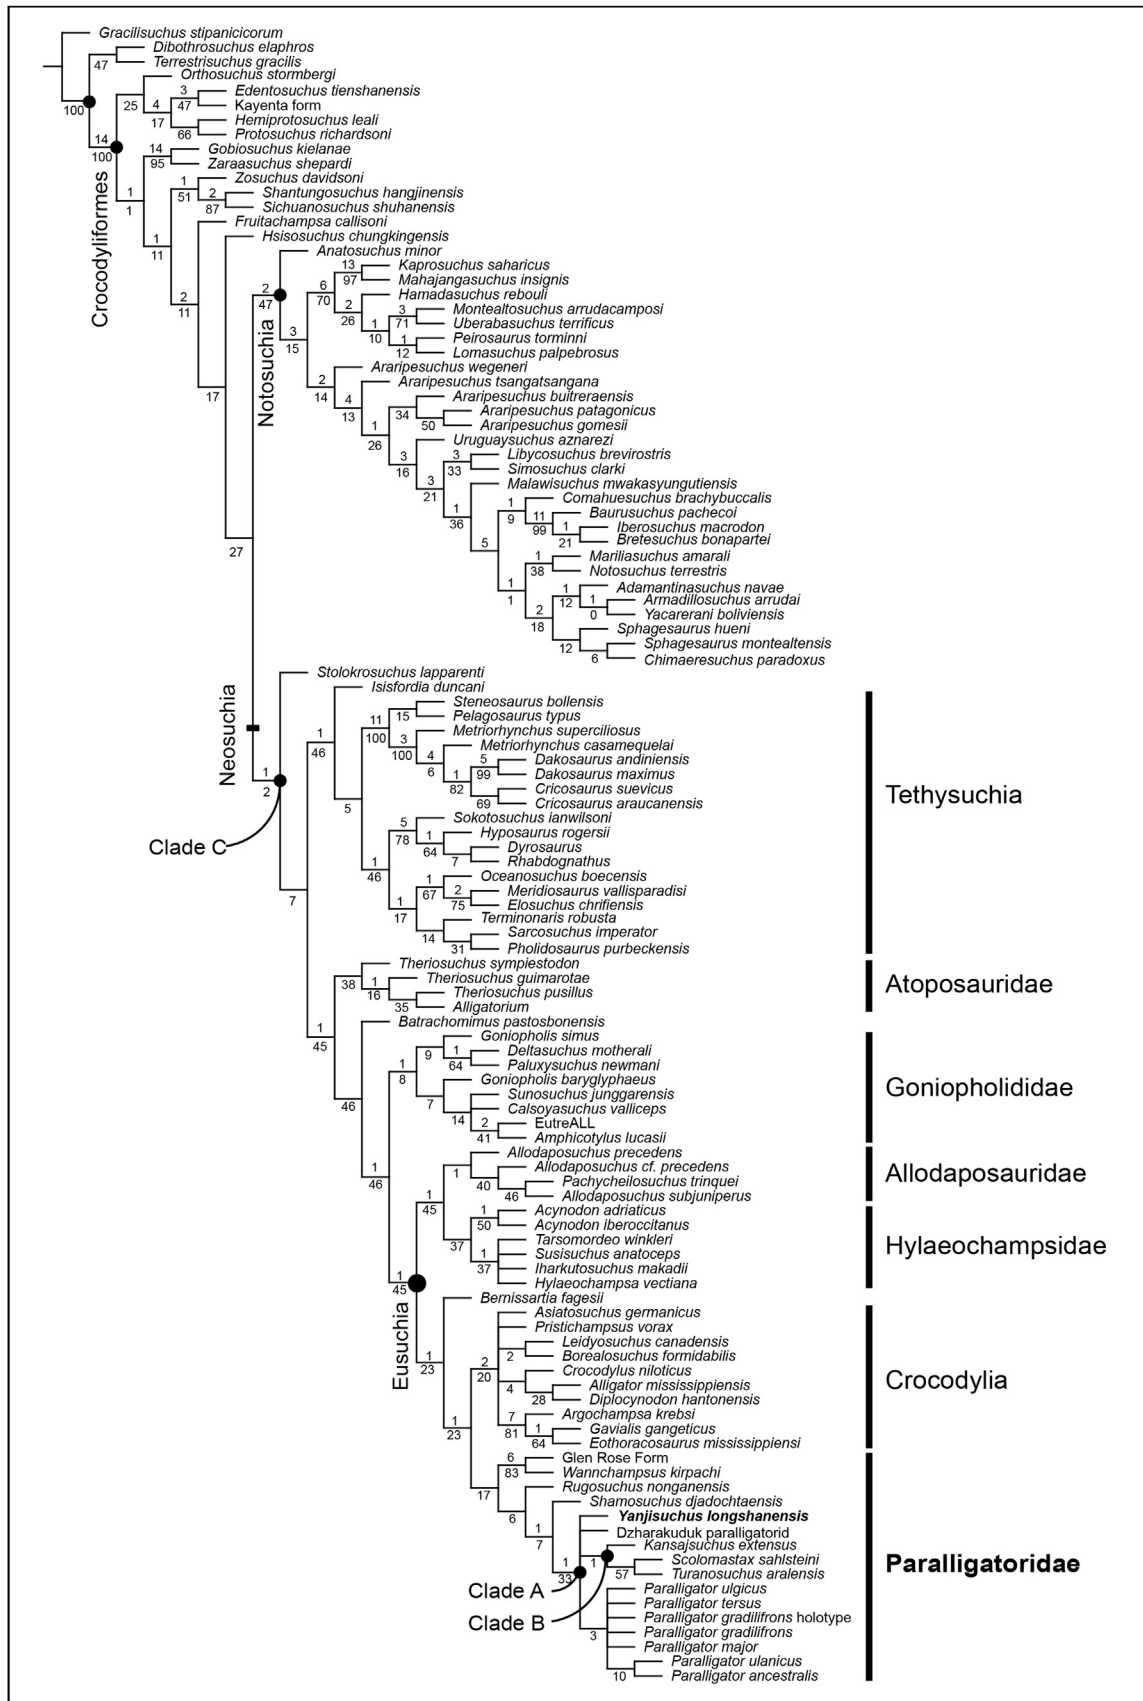 Gracilisuchus stipanicicorum
Dibothrosuchus elaphros
47
Terrestrisuchus gracilis
Orthosuchus stormbergi
100
25
3
Edentosuchus tienshanensis
4
47
Kayenta form
17
Hemiprotosuchus leali
66
Protosuchus richardsoni
14
100
14
Gobiosuchus kielanae
95
Zaraasuchus shepardi
Crocodyliformes
1
1
1
Zosuchus davidsoni
51
2
Shantungosuchus hangjinensis
87
Sichuanosuchus shuhanensis
1
11
Fruitachampsa callisoni
Hsisosuchus chungkingensis
2
11
17
27
Notosuchia
2
47
Anatosuchus minor
13
Kaprosuchus saharicus
97
Mahajangasuchus insignis
6
70
Hamadasuchus rebouli
2
26
3
Montealtosuchus arrudacamposi
71
Uberabasuchus terrificus
1
10
1
Peirosaurus torminni
12
Lomasuchus palpebrosus
3
15
Araripesuchus wegeneri
2
14
Araripesuchus tsangatsangana
4
13
Araripesuchus buitreraensis
34
Araripesuchus patagonicus
50
Araripesuchus gomesii
1
26
Uruguaysuchus aznarezi
3
16
3
Libycosuchus brevirostris
33
Simosuchus clarki
3
21
Malawisuchus mwakasyungutiensis
1
36
1
9
Comahuesuchus brachybuccalis
11
99
Baurusuchus pachecoi
1
Iberosuchus macrodon
21
Bretesuchus bonapartei
5
1
Mariliasuchus amarali
38
Notosuchus terrestris
1
1
1
12
Adamantinasuchus navae
1
Armadillosuchus arrudai
0
Yacarerani boliviensis
2
18
Sphagesaurus hueni
12
Sphagesaurus montealtensis
6
Chimaeresuchus paradoxus
Neosuchia
1
2
Clade C
Stolokrosuchus lapparenti
Isisfordia duncani
1
46
Steneosaurus bollensis
15
Pelagosaurus typus
11
100
Metriorhynchus superciliosus
3
100
Metriorhynchus casamequelai
4
6
5
Dakosaurus andiniensis
99
Dakosaurus maximus
1
82
Cricosaurus suevicus
69
Cricosaurus araucanensis
5
5
78
Sokotosuchus ianwilsoni
1
64
Hyposaurus rogersii
Dyrosaurus
7
Rhabdognathus
1
46
1
67
Oceanosuchus boecensis
2
Meridiosaurus vallisparadisi
75
Elosuchus chrifiensis
1
17
Terminonaris robusta
14
Sarcosuchus imperator
31
Pholidosaurus purbeckensis
Tethysuchia
7
Theriosuchus sympiestodon
38
1
16
Theriosuchus guimarotae
Theriosuchus pusillus
35
Alligatorium
Atoposauridae
1
45
Batrachomimus pastosbonensis
46
Goniopholis simus
9
1
Deltasuchus motherali
64
Paluxysuchus newmani
1
8
Goniopholis baryglyphaeus
7
Sunosuchus junggarensis
Calsoyasuchus valliceps
14
2
EutreALL
41
Amphicotylus lucasii
Goniopholididae
1
46
Allodaposuchus precedens
1
Allodaposuchus cf. precedens
40
Pachycheilosuchus trinquei
46
Allodaposuchus subjuniperus
Allodaposauridae
1
45
1
Acynodon adriaticus
50
Acynodon iberoccitanus
37
Tarsomordeo winkleri
1
Susisuchus anatoceps
37
Iharkutosuchus makadii
Hylaeochampsa vectiana
Hylaeochampsidae
1
45
Eusuchia
Bernissartia fagesii
1
23
Asiatosuchus germanicus
Pristichampsus vorax
Leidyosuchus canadensis
2
Borealosuchus formidabilis
2
20
Crocodylus niloticus
4
Alligator mississippiensis
28
Diplocynodon hantonensis
7
81
Argochampsa krebsi
1
Gavialis gangeticus
64
Eothoracosaurus mississippiensi
Crocodylia
1
23
6
Glen Rose Form
83
Wannchampsus kirpachi
17
Rugosuchus nonganensis
6
Shamosuchus djadochtaensis
1
7
Yanjisuchus longshanensis
Dzharakuduk paralligatorid
Kansajsuchus extensus
1
Scolomastax sahlsteini
57
Turanosuchus aralensis
1
33
Clade A
Clade B
Paralligator ulgicus
Paralligator tersus
Paralligator gradilifrons holotype
3
Paralligator gradilifrons
Paralligator major
Paralligator ulanicus
10
Paralligator ancestralis
Paralligatoridae